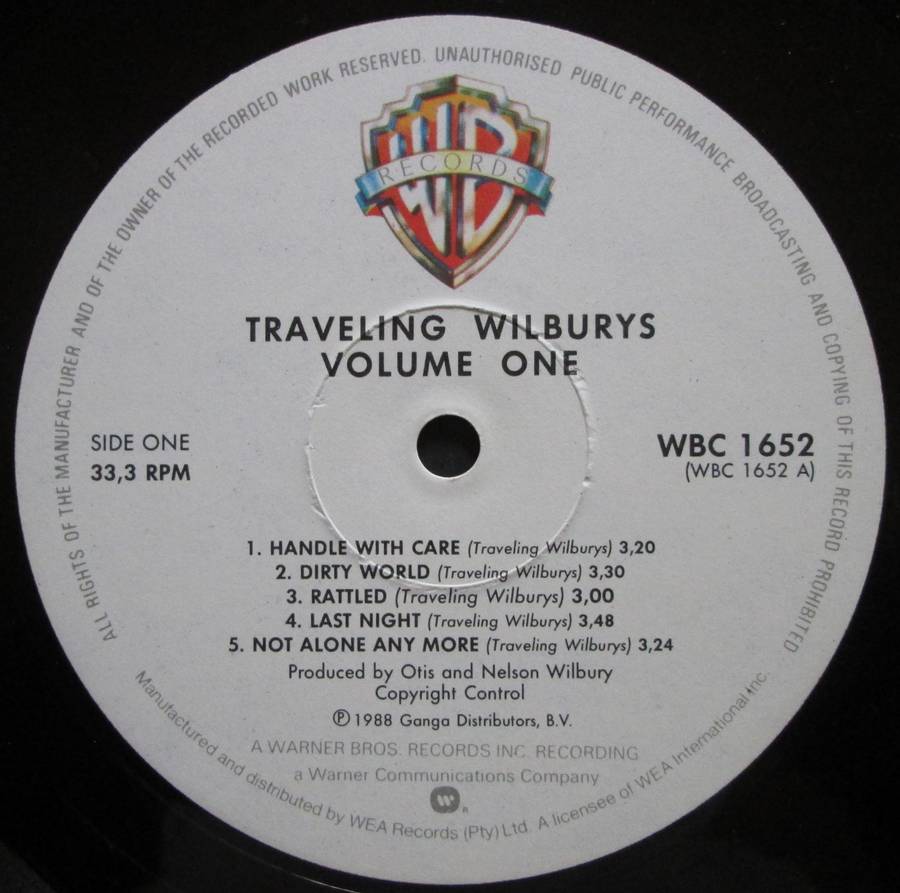 ALL RIGHTS OF THE MANUFACTURER AND OF THE OWNER OF THE RECORDED WORK RESERVED. UNAUTHORISED PUBLIC PERFORMANCE BROADCASTING AND COPYING OF THIS RECORD PROHIBITED
WB
RECORDS
TRAVELING WILBURYS
VOLUME ONE
SIDE ONE
33,3 RPM
WBC 1652
(WBC 1652 A)
1. HANDLE WITH CARE (Traveling Wilburys) 3,20
2. DIRTY WORLD (Traveling Wilburys) 3,30
3. RATTLED (Traveling Wilburys) 3,00
4. LAST NIGHT (Traveling Wilburys) 3,48
5. NOT ALONE ANY MORE (Traveling Wilburys) 3,24
Produced by Otis and Nelson Wilbury
Copyright Control
℗ 1988 Ganga Distributors, B.V.
A WARNER BROS. RECORDS INC. RECORDING
a Warner Communications Company
Manufactured and distributed by WEA Records (Pty) Ltd. A licensee of WEA International Inc.